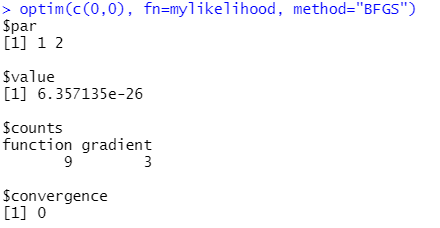 > optim(c(0,0), fn=mylikelihood, method="BFGS")
$par
[1] 1 2
$value
[1] 6.357135e-26
$counts
function gradient
9 3
$convergence
[1] 0